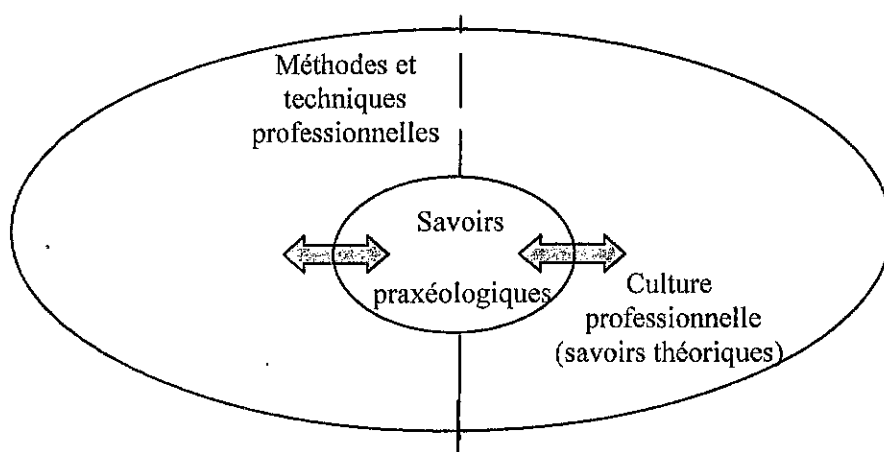 Méthodes et
techniques
professionnelles
Savoirs
praxéologiques
Culture
professionnelle
(savoirs théoriques)